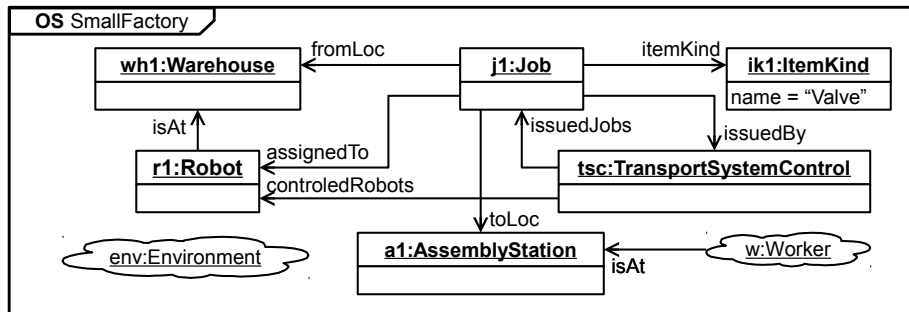 OS SmallFactory
fromLoc
itemKind
wh1:Warehouse
j1:Job
ik1:ItemKind
name = “Valve”
isAt
issuedJobs
issuedBy
assignedTo
r1:Robot
tsc:TransportSystemControl
controledRobots
toLoc
env:Environment
a1:AssemblyStation
w:Worker
isAt